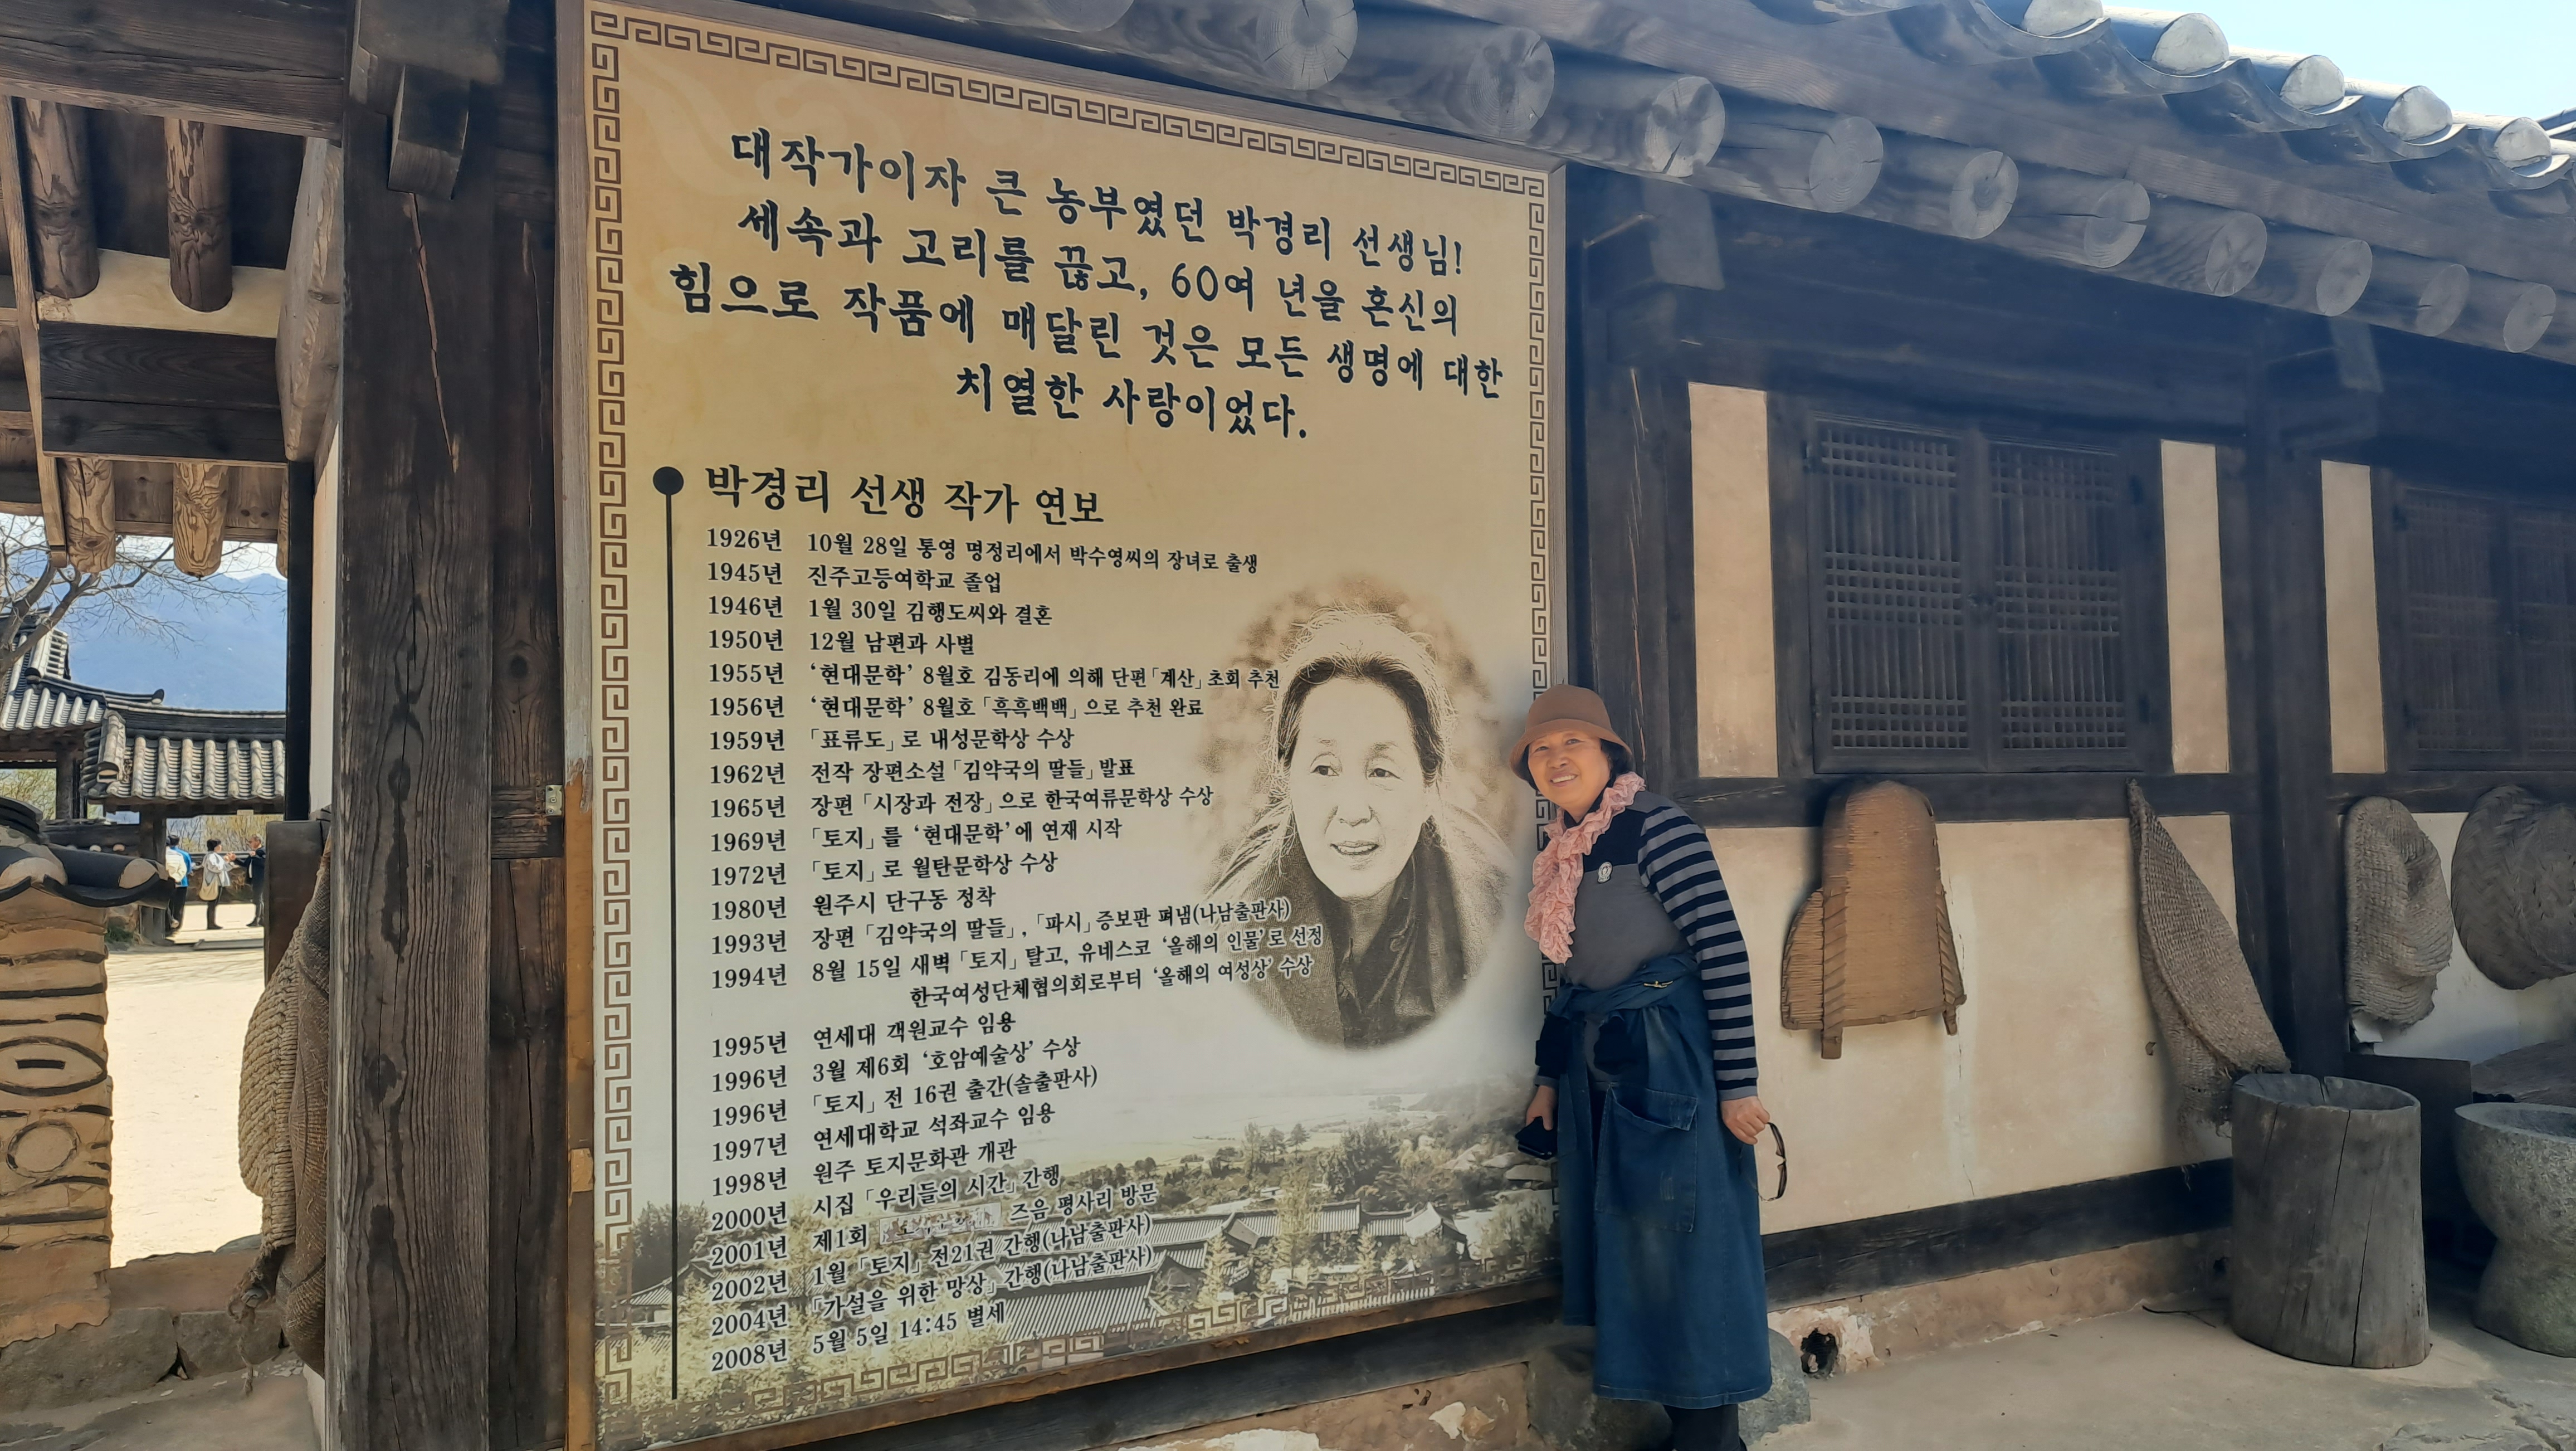 대작가이자 큰 농부였던 박경리 선생님!
세속과 고리를 끊고, 60여 년을 혼신의
힘으로 작품에 매달린 것은 모든 생명에 대한
치열한 사랑이었다.
박경리 선생 작가 연보
1926년 10월 28일 통영 명정리에서 박수영씨의 장녀로 출생
1945년 진주고등여학교 졸업
1946년 1월 30일 김행도씨와 결혼
1950년 12월 남편과 사별
1955년 ‘현대문학’ 8월호 김동리에 의해 단편「계산」초회 추천
1956년 ‘현대문학’ 8월호「흑흑백백」으로 추천 완료
1959년 「표류도」로 내성문학상 수상
1962년 전작 장편소설「김약국의 딸들」발표
1965년 장편「시장과 전장」으로 한국여류문학상 수상
1969년 「토지」를 ‘현대문학’에 연재 시작
1972년 「토지」로 월탄문학상 수상
1980년 원주시 단구동 정착
1993년 장편「김약국의 딸들」,「파시」증보판 펴냄(나남출판사)
1994년 8월 15일 새벽「토지」탈고, 유네스코 ‘올해의 인물’로 선정
한국여성단체협의회로부터 ‘올해의 여성상’ 수상
1995년 연세대 객원교수 임용
1996년 3월 제6회 ‘호암예술상’ 수상
1996년 「토지」전 16권 출간(솔출판사)
1997년 연세대학교 석좌교수 임용
1998년 원주 토지문화관 개관
2000년 시집「우리들의 시간」간행
2001년 제1회 즈음 평사리 방문
2002년 1월「토지」전21권 간행(나남출판사)
2004년 「가설을 위한 망상」간행(나남출판사)
2008년 5월 5일 14:45 별세